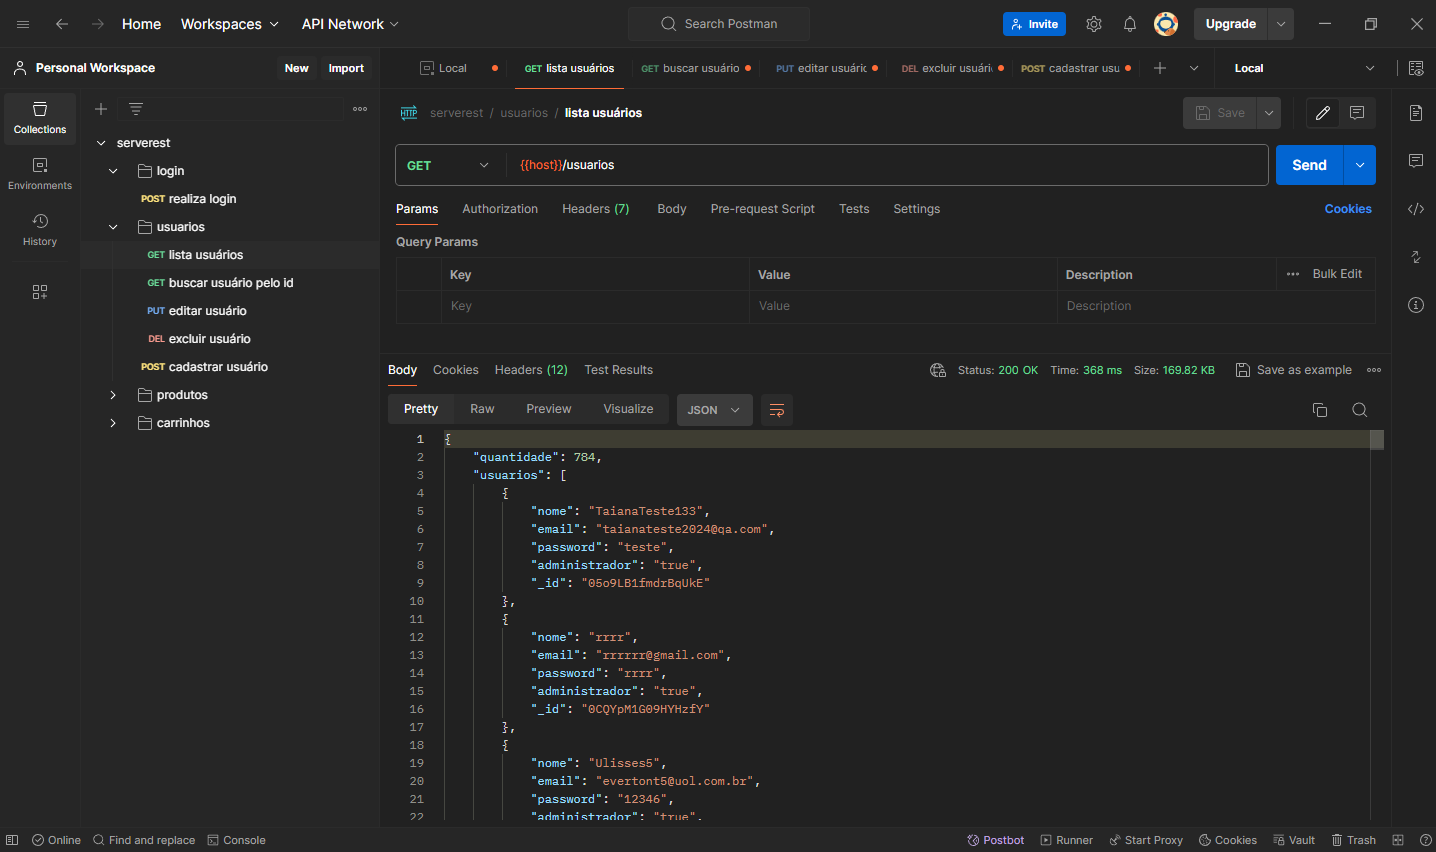 Home Workspaces API Network Search Postman Invite Upgrade
Personal Workspace New Import
Local GET lista usuários GET buscar usuário PUT editar usuári DEL excluir usuári POST cadastrar usu Local
Collections
Environments
History
serverest
login
POST realiza login
usuarios
GET lista usuários
GET buscar usuário pelo id
PUT editar usuário
DEL excluir usuário
POST cadastrar usuário
produtos
carrinhos
HTTP serverest / usuarios / lista usuários Save
GET {{host}}/usuarios Send
Params Authorization Headers (7) Body Pre-request Script Tests Settings Cookies
Query Params
Key Value Description Bulk Edit
Key Value Description
Body Cookies Headers (12) Test Results Status: 200 OK Time: 368 ms Size: 169.82 KB Save as example
Pretty Raw Preview Visualize JSON
1 {
2 "quantidade": 784,
3 "usuarios": [
4 {
5 "nome": "TaianaTeste133",
6 "email": "taianateste2024@qa.com",
7 "password": "teste",
8 "administrador": "true",
9 "_id": "05o9LB1fmdrBqUkE"
10 },
11 {
12 "nome": "rrrr",
13 "email": "rrrrrr@gmail.com",
14 "password": "rrrr",
15 "administrador": "true",
16 "_id": "0CQYpM1G09HYHzfY"
17 },
18 {
19 "nome": "Ulisses5",
20 "email": "evertont5@uol.com.br",
21 "password": "12346",
22 "administrador": "true",
Online Find and replace Console Postbot Runner Start Proxy Cookies Vault Trash